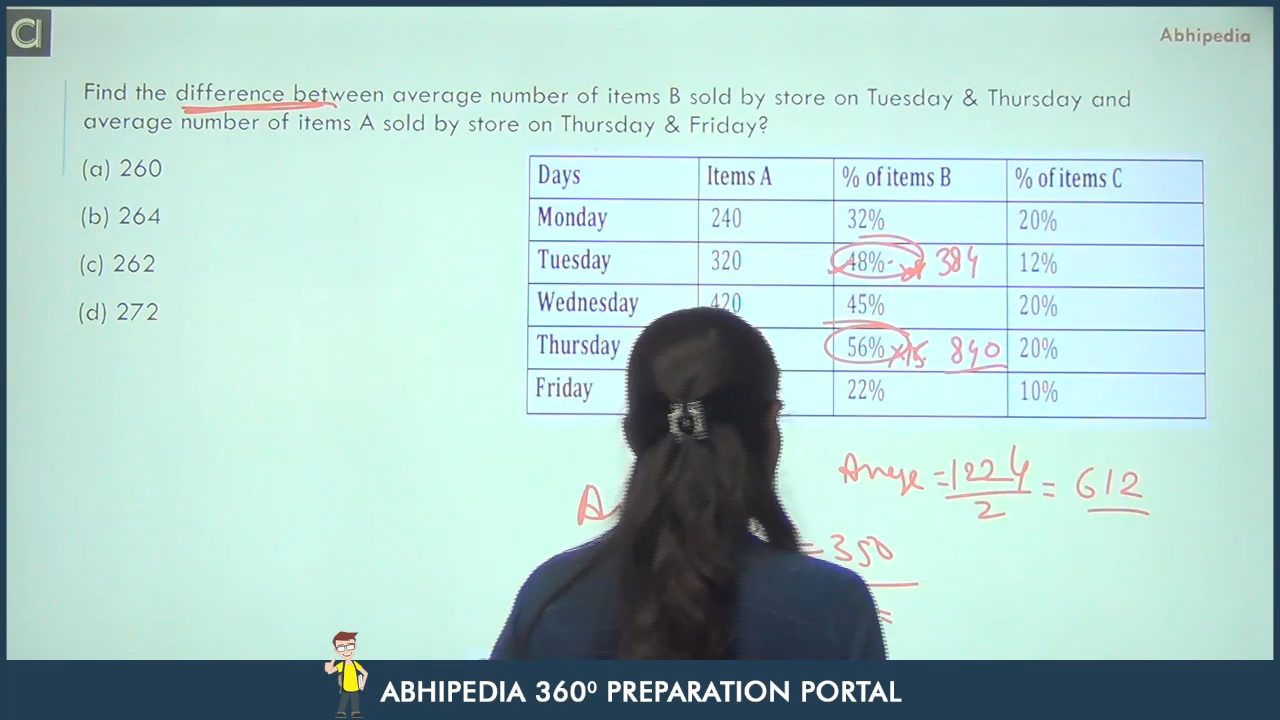 Abhipedia
Find the difference between average number of items B sold by store on Tuesday & Thursday and
average number of items A sold by store on Thursday & Friday?
(a) 260
(b) 264
(c) 262
(d) 272
Days Items A % of items B % of items C
Monday 240 32% 20%
Tuesday 320 48% 384 12%
Wednesday 420 45% 20%
Thursday 56% ×15 840 20%
Friday 22% 10%
= 1224 / 2 = 612
A
= 350
=
ABHIPEDIA 360⁰ PREPARATION PORTAL